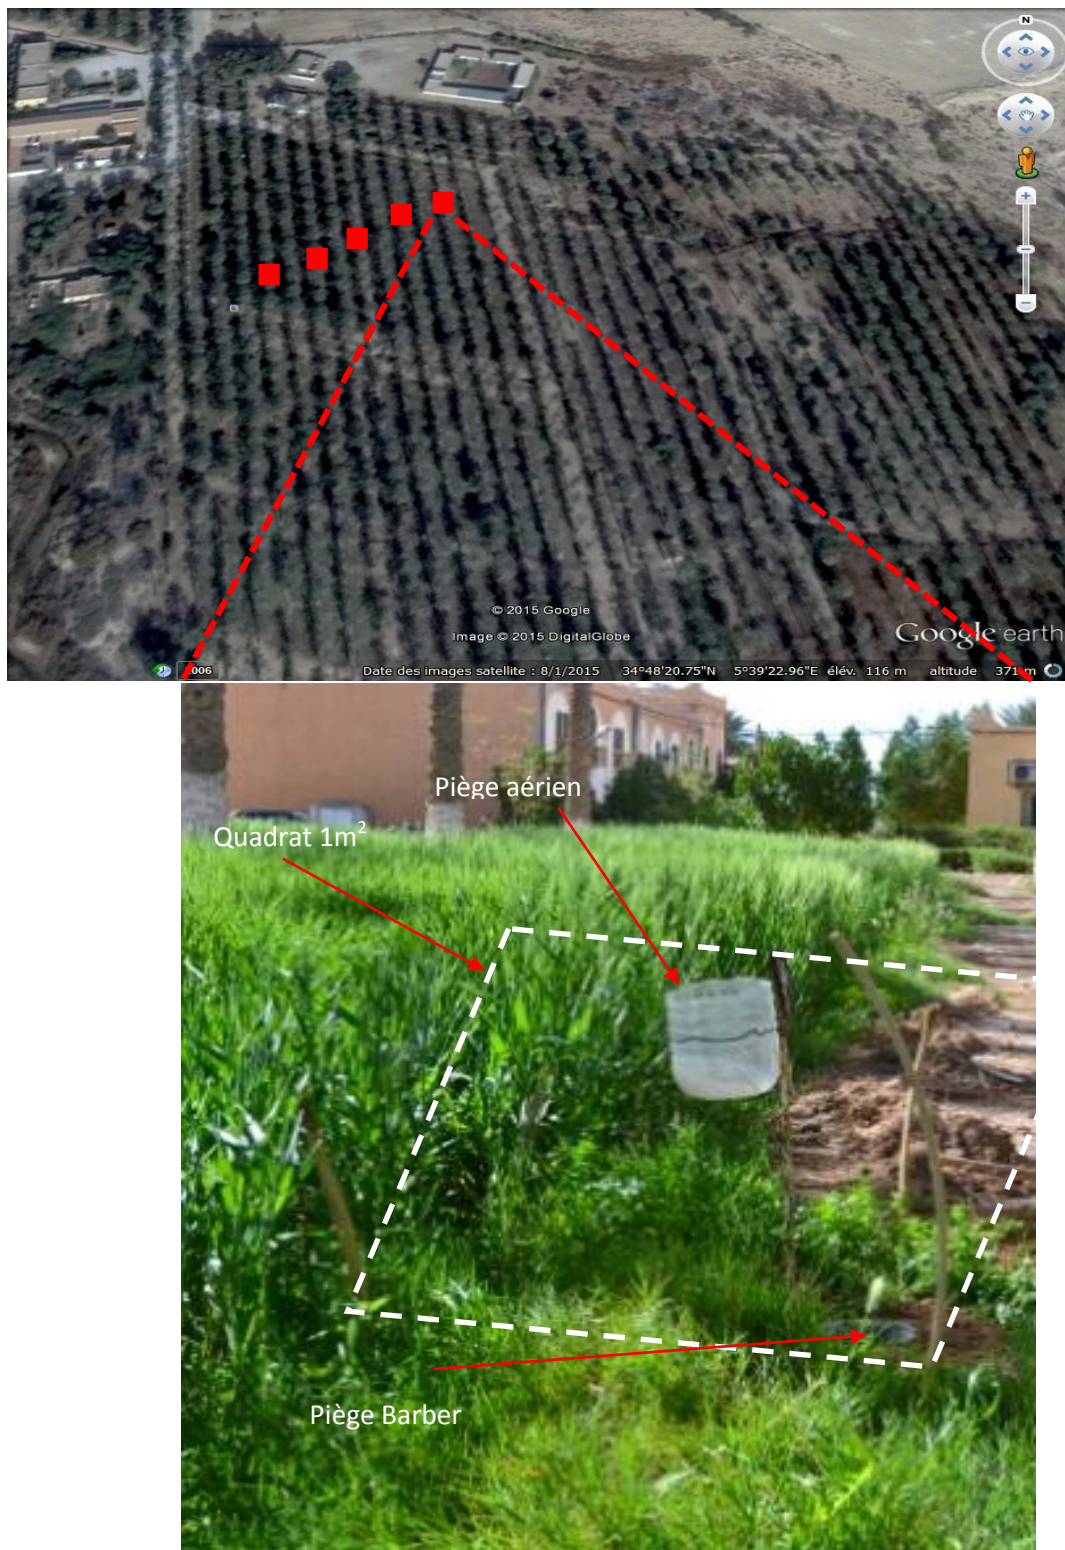 N
© 2015 Google
Image © 2015 DigitalGlobe
Google earth
Date des images satellite : 8/1/2015 34°48'20.75"N 5°39'22.96"E élév. 116 m altitude 371 m
Piège aérien
Quadrat 1m²
Piège Barber